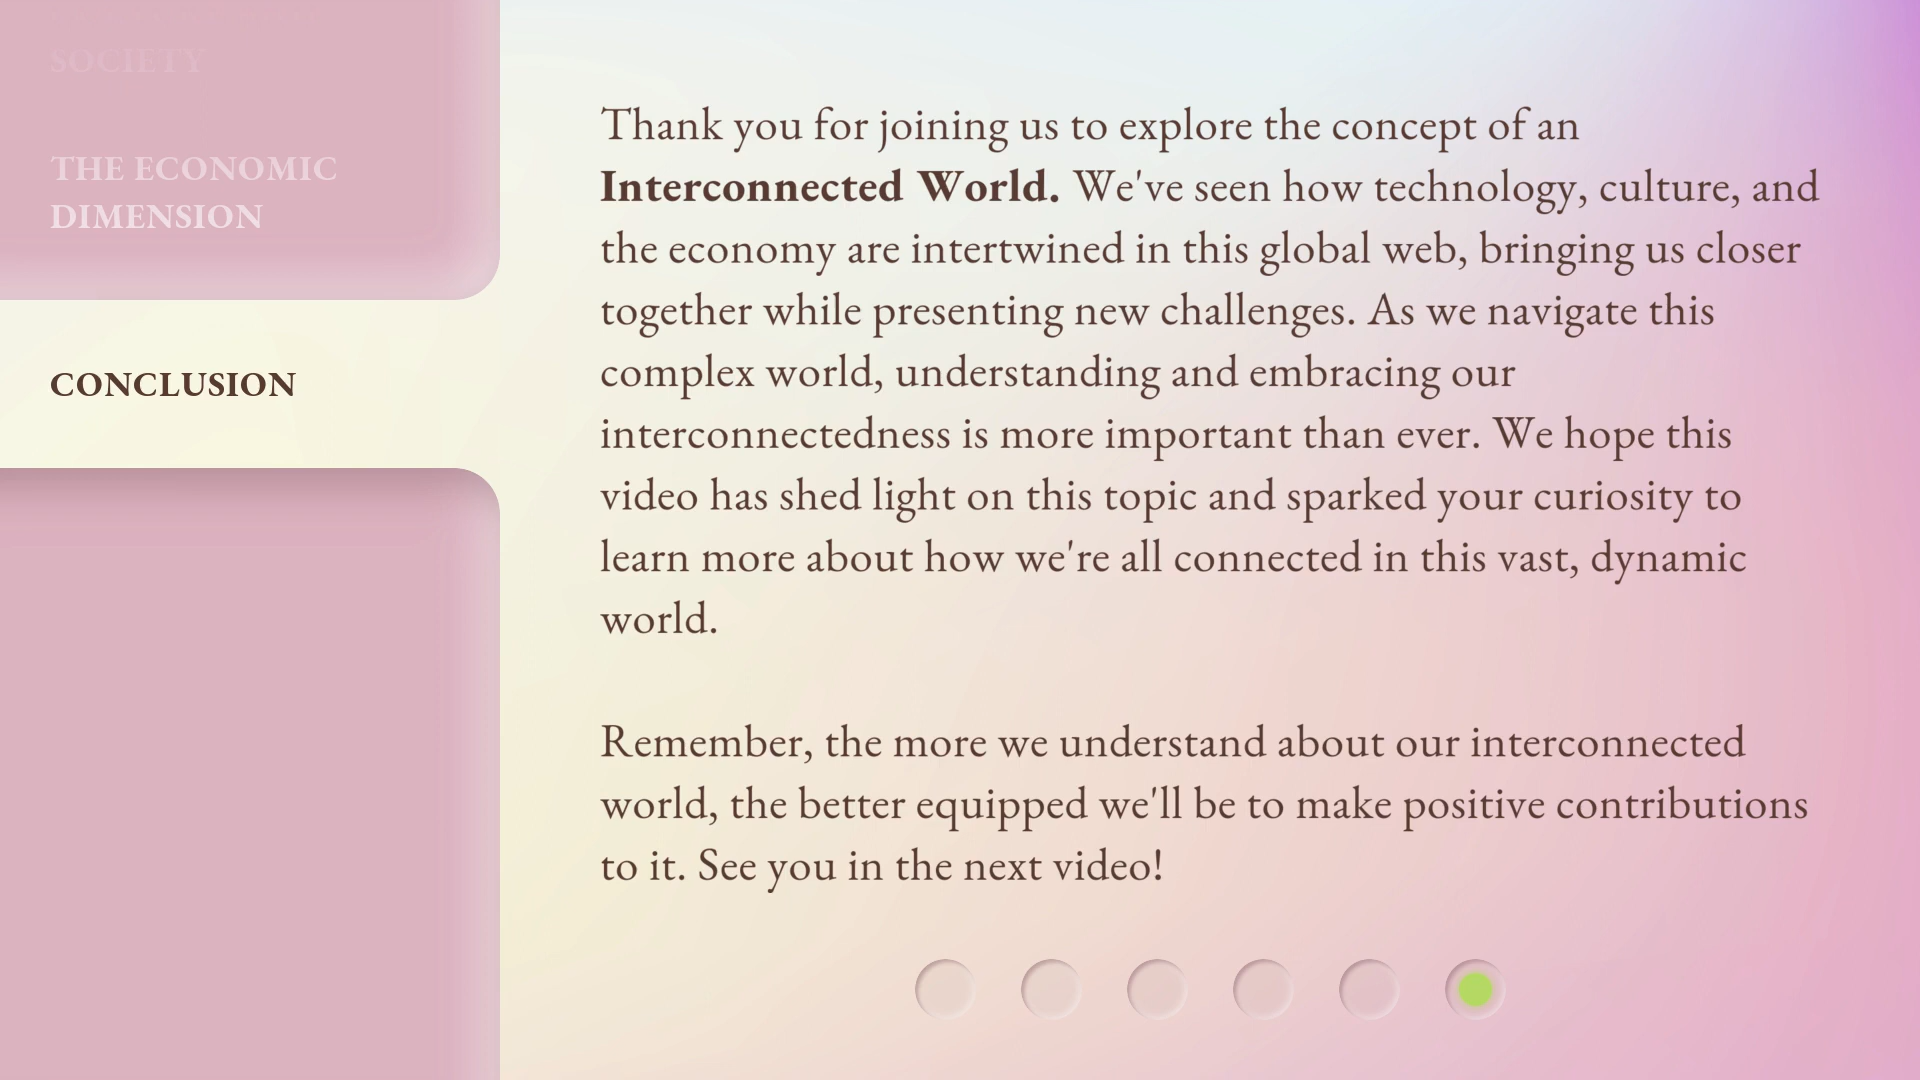 SOCIETY
THE ECONOMIC
DIMENSION
CONCLUSION
Thank you for joining us to explore the concept of an
Interconnected World. We've seen how technology, culture, and
the economy are intertwined in this global web, bringing us closer
together while presenting new challenges. As we navigate this
complex world, understanding and embracing our
interconnectedness is more important than ever. We hope this
video has shed light on this topic and sparked your curiosity to
learn more about how we're all connected in this vast, dynamic
world.
Remember, the more we understand about our interconnected
world, the better equipped we'll be to make positive contributions
to it. See you in the next video!